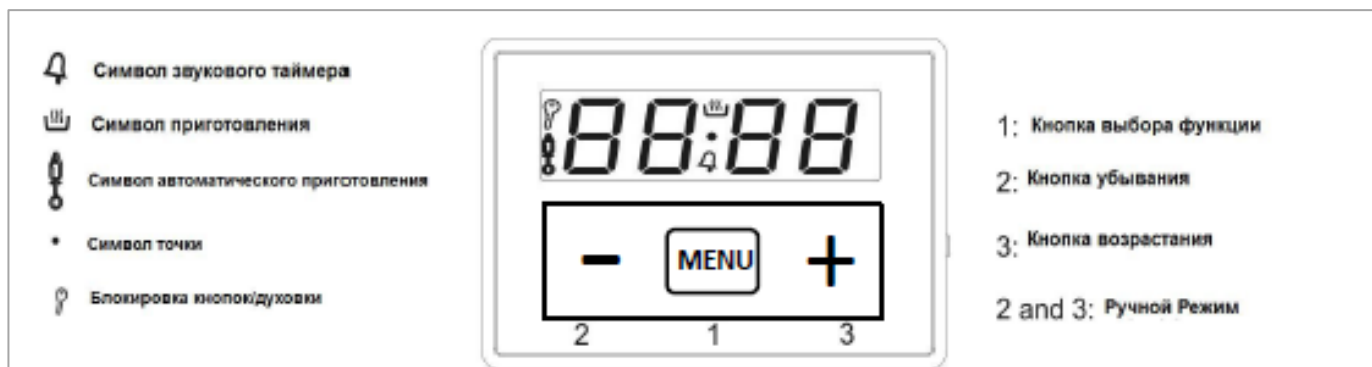 Символ звукового таймера
Символ приготовления
Символ автоматического приготовления
Символ точки
Блокировка кнопок/духовки
88:88
− MENU +
2 1 3
1: Кнопка выбора функции
2: Кнопка убывания
3: Кнопка возрастания
2 and 3: Ручной Режим